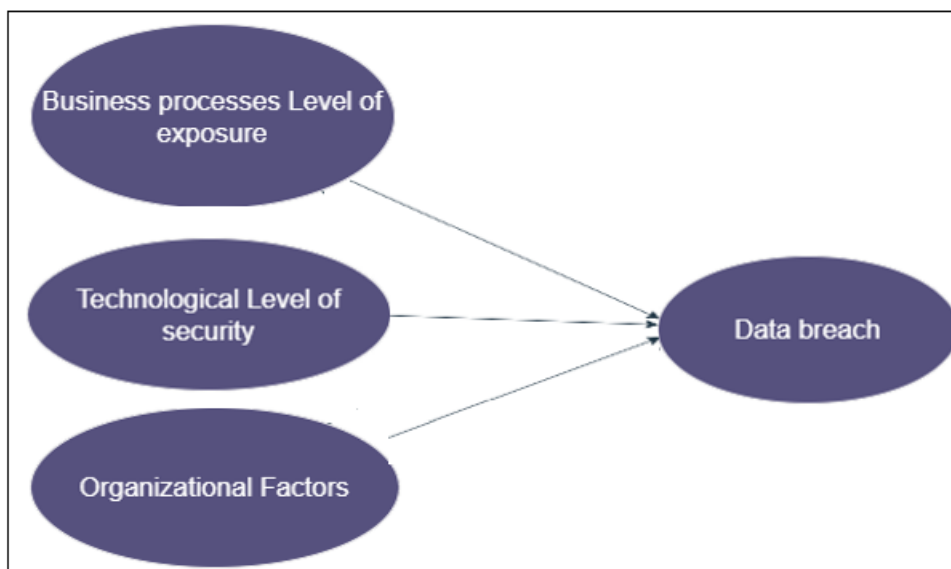 Business processes Level of
exposure
Technological Level of
security
Data breach
Organizational Factors